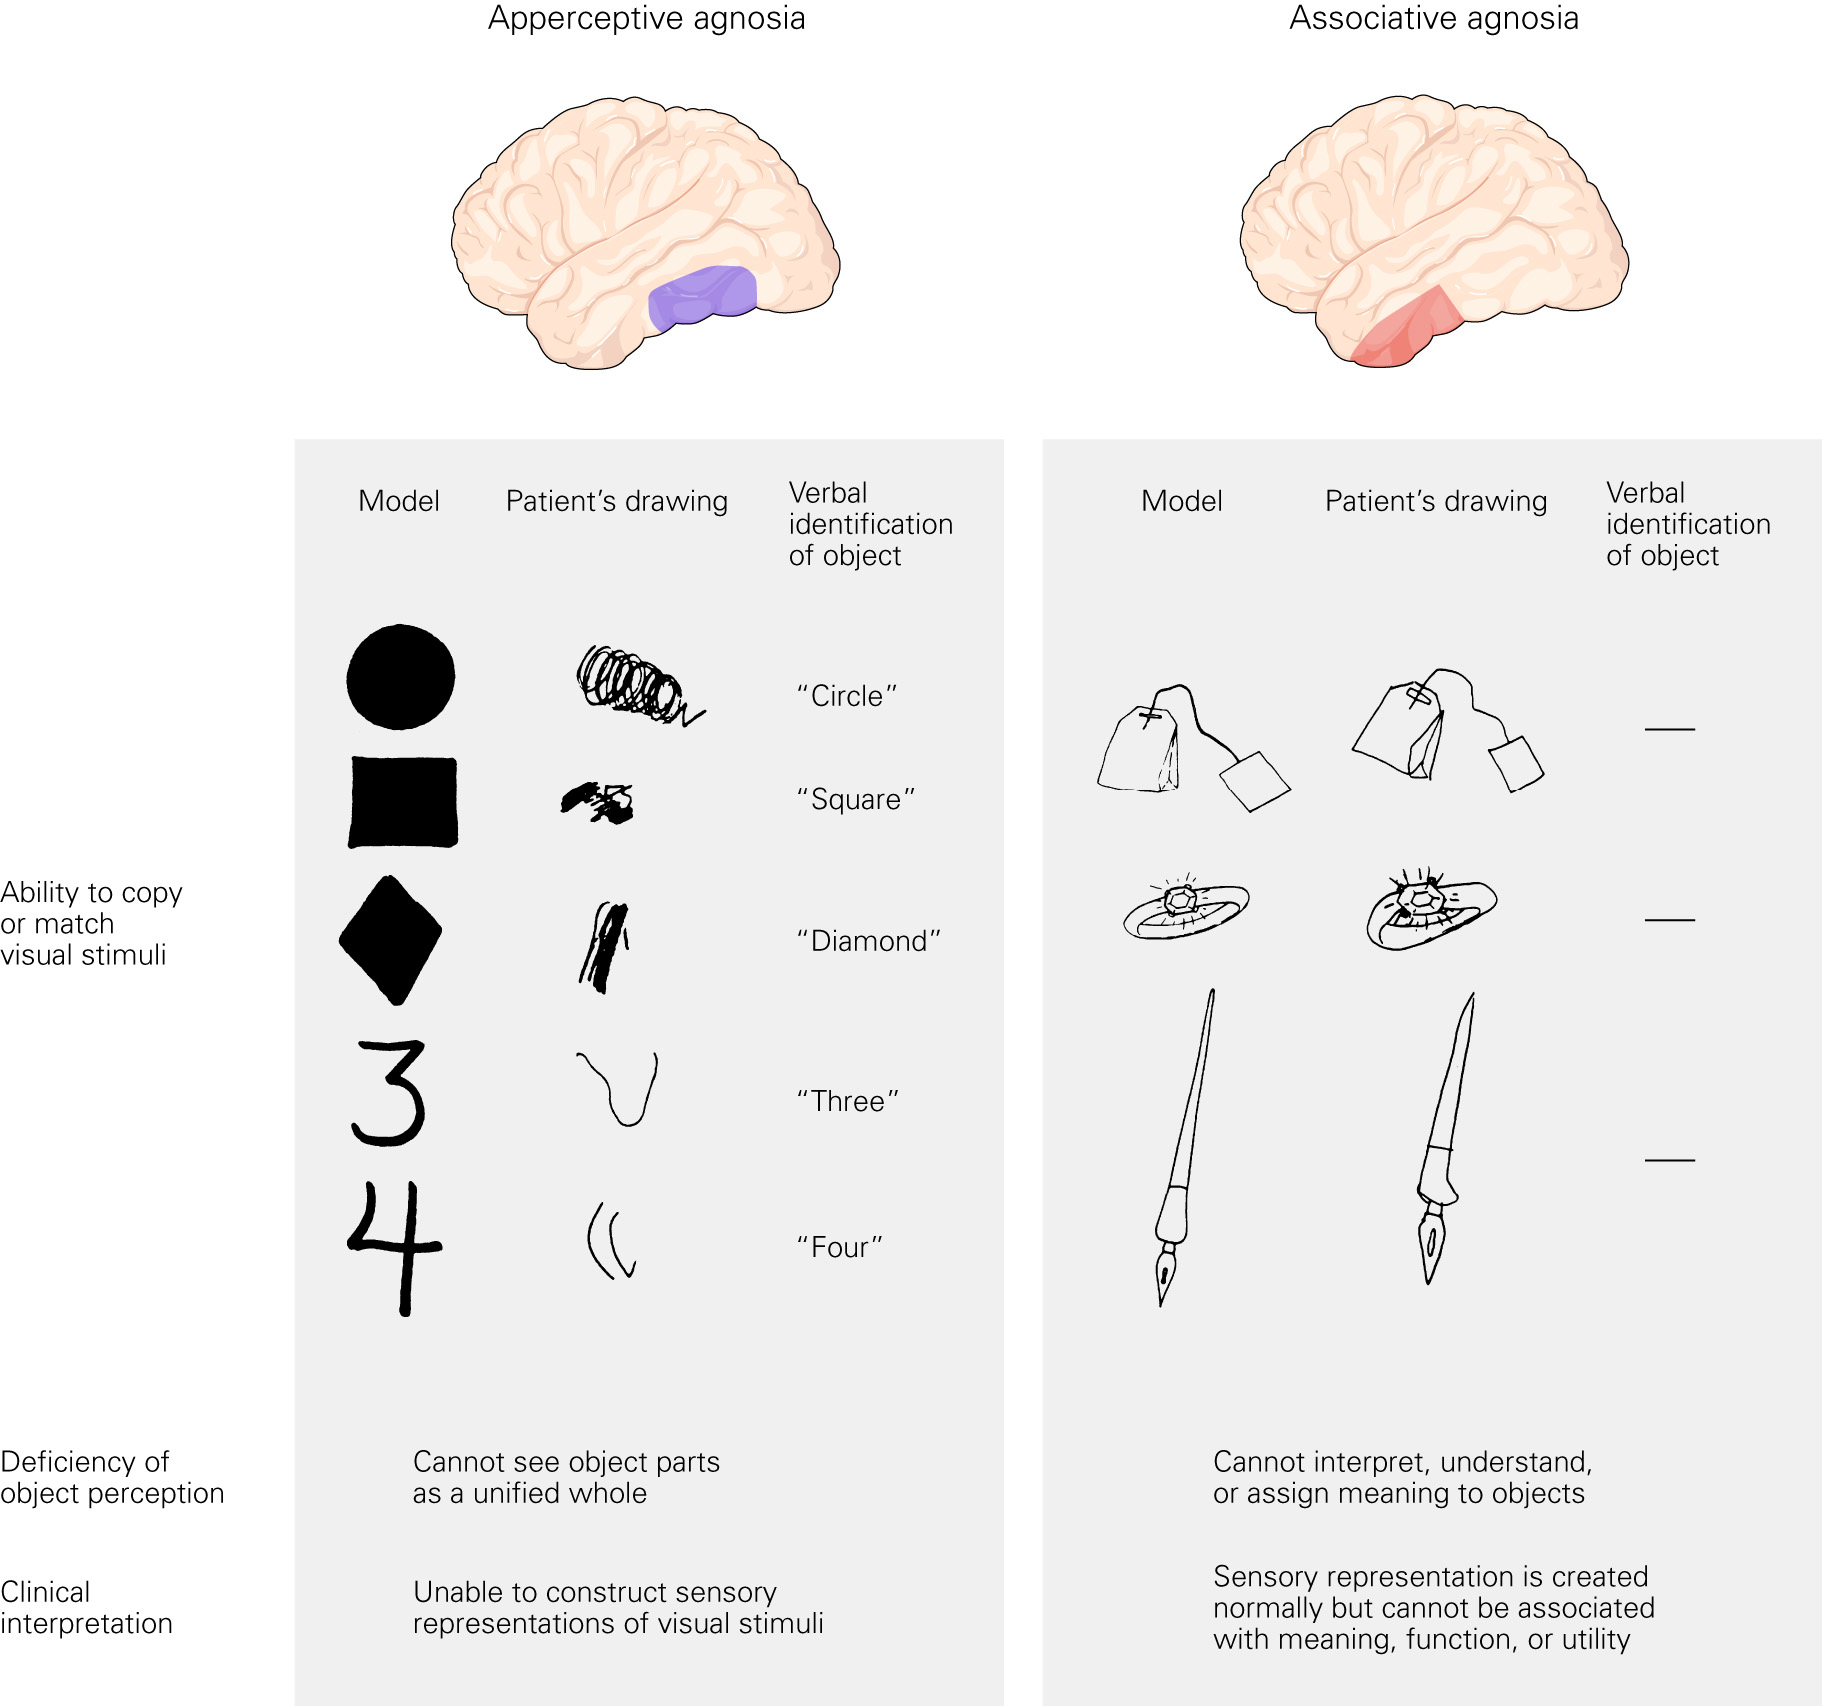 Apperceptive agnosia
Associative agnosia
Model
Patient’s drawing
Verbal
identification
of object
Model
Patient’s drawing
Verbal
identification
of object
Ability to copy
or match
visual stimuli
3
4
“Circle”
“Square”
“Diamond”
“Three”
“Four”
Deficiency of
object perception
Cannot see object parts
as a unified whole
Cannot interpret, understand,
or assign meaning to objects
Clinical
interpretation
Unable to construct sensory
representations of visual stimuli
Sensory representation is created
normally but cannot be associated
with meaning, function, or utility